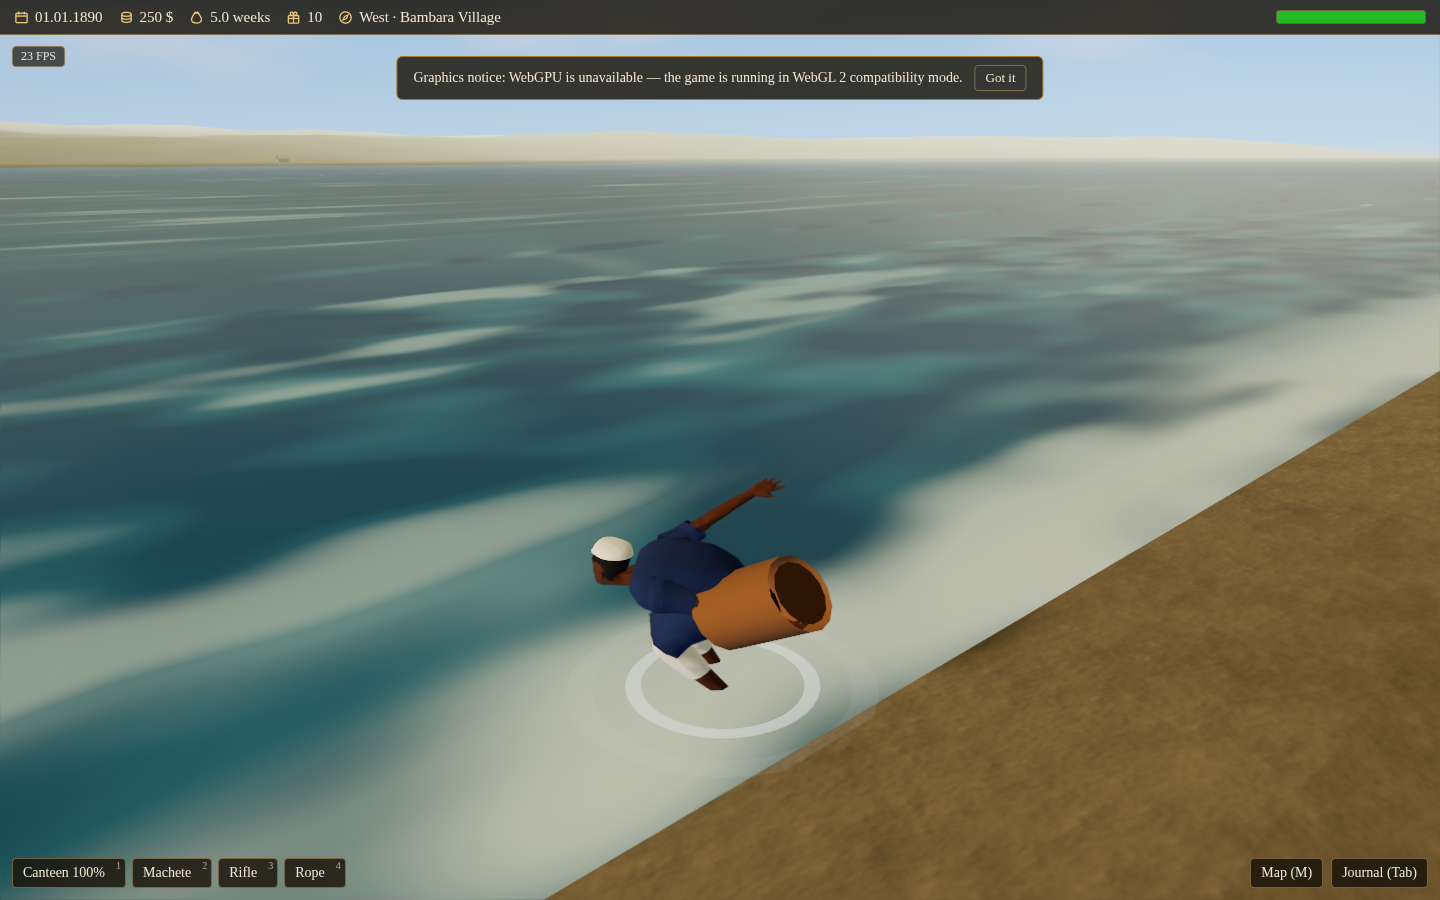 01.01.1890 250 $ 5.0 weeks 10 West · Bambara Village
23 FPS
Graphics notice: WebGPU is unavailable — the game is running in WebGL 2 compatibility mode. Got it
Canteen 100% 1 Machete 2 Rifle 3 Rope 4 Map (M) Journal (Tab)